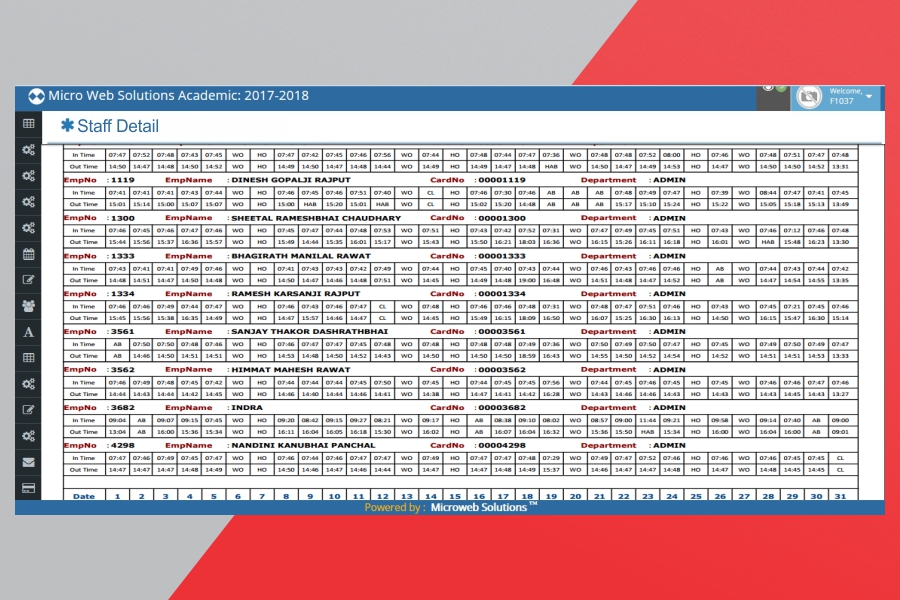 Micro Web Solutions Academic: 2017-2018
Welcome,
F1037
Staff Detail
In Time 07:47 07:52 07:48 07:43 07:45 WO HO 07:47 07:42 07:45 07:46 07:56 WO 07:44 HO 07:48 07:44 07:47 07:36 WO 07:48 07:48 07:52 08:00 HO 07:46 WO 07:48 07:51 07:47 07:48
Out Time 14:50 14:47 14:48 14:50 14:52 WO HO 14:49 14:50 14:45 14:50 14:47 WO 14:49 HO 14:53 14:47 14:48 HAB WO 14:50 14:47 14:49 14:53 HO 14:47 WO 14:50 14:50 14:52 13:31
EmpNo : 1119 EmpName : DINESH GOPALJI RAJPUT CardNo : 00001119 Department : ADMIN
In Time 07:41 07:41 07:43 07:43 07:44 WO HO 07:46 07:45 07:46 07:51 07:40 WO CL HO 07:46 07:30 07:46 AB AB AB 07:48 07:49 07:47 HO 07:39 WO 08:44 07:47 07:41 07:45
Out Time 15:01 15:14 15:00 15:07 15:07 WO HO 15:00 HAB 15:20 15:01 HAB WO CL HO 15:02 15:20 14:48 AB AB AB 15:17 15:10 15:24 HO 15:22 WO 15:05 15:18 15:13 13:49
EmpNo : 1300 EmpName : SHEETAL RAMESHBHAI CHAUDHARY CardNo : 00001300 Department : ADMIN
In Time 07:46 07:45 07:46 07:47 07:46 WO HO 07:45 07:47 07:44 07:48 07:53 WO 07:51 HO 07:43 07:42 07:52 07:31 WO 07:47 07:49 07:45 07:51 HO 07:43 WO 07:46 07:12 07:46 07:48
Out Time 15:44 15:56 15:37 16:36 15:57 WO HO 15:49 14:44 15:35 16:01 15:17 WO 15:43 HO 15:50 16:21 18:03 16:36 WO 16:15 15:26 16:11 16:18 HO 16:01 WO HAB 15:48 16:23 13:30
EmpNo : 1333 EmpName : BHAGIRATH MANILAL RAWAT CardNo : 00001333 Department : ADMIN
In Time 07:43 07:41 07:41 07:49 07:46 WO HO 07:41 07:43 07:43 07:42 07:49 WO 07:44 HO 07:45 07:40 07:43 07:44 WO 07:46 07:43 07:46 07:46 HO AB WO 07:44 07:43 07:44 07:42
Out Time 14:48 14:51 14:47 14:50 14:48 WO HO 14:50 14:47 14:46 14:48 07:51 WO 14:45 HO 14:49 14:48 19:00 16:48 WO 14:51 14:48 14:47 14:52 HO AB WO 14:47 14:54 14:55 13:35
EmpNo : 1334 EmpName : RAMESH KARSANJI RAJPUT CardNo : 00001334 Department : ADMIN
In Time 07:46 07:46 07:49 07:44 07:47 WO HO 07:46 07:43 07:48 07:47 CL WO 07:46 HO 07:46 07:49 07:48 07:31 WO 07:48 07:47 07:51 07:46 HO 07:43 WO 07:45 07:21 07:45 07:46
Out Time 15:45 15:56 15:38 16:35 14:49 WO HO 14:47 15:57 14:46 14:47 CL WO 14:45 HO 15:49 16:15 18:09 16:50 WO 16:07 15:25 16:30 16:13 HO 14:50 WO 16:15 15:47 16:30 15:14
EmpNo : 3561 EmpName : SANJAY THAKOR DASHRATHBHAI CardNo : 00003561 Department : ADMIN
In Time AB 07:50 07:50 07:48 07:46 WO HO 07:46 07:47 07:47 07:45 07:48 WO 07:48 HO 07:48 07:48 07:49 07:36 WO 07:50 07:49 07:50 07:47 HO 07:45 WO 07:49 07:50 07:49 07:47
Out Time AB 14:46 14:50 14:51 14:51 WO HO 14:53 14:48 14:50 14:52 14:43 WO 14:50 HO 14:50 14:50 18:59 16:43 WO 14:55 14:50 14:52 14:54 HO 14:52 WO 14:51 14:51 14:53 13:33
EmpNo : 3562 EmpName : HIMMAT MAHESH RAWAT CardNo : 00003562 Department : ADMIN
In Time 07:46 07:49 07:48 07:45 07:42 WO HO 07:44 07:44 07:44 07:45 07:50 WO 07:45 HO 07:44 07:45 07:45 07:56 WO 07:44 07:45 07:46 07:45 HO 07:45 WO 07:46 07:46 07:47 07:46
Out Time 14:44 14:43 14:44 14:42 14:45 WO HO 14:46 14:40 14:44 14:46 14:41 WO 14:38 HO 14:47 14:41 14:42 16:28 WO 14:43 14:46 14:46 14:43 HO 14:43 WO 14:43 14:45 14:43 13:27
EmpNo : 3682 EmpName : INDRA CardNo : 00003682 Department : ADMIN
In Time 09:04 AB 09:07 09:15 07:45 WO HO 09:20 08:42 09:15 09:27 08:21 WO 09:17 HO AB 08:38 09:10 08:02 WO 08:57 09:00 11:44 09:21 HO 09:58 WO 09:14 07:40 AB 09:00
Out Time 13:04 AB 16:00 15:36 15:34 WO HO 16:11 16:04 16:05 16:18 15:30 WO 16:02 HO AB 16:07 16:04 16:32 WO 15:36 15:50 HAB 15:34 HO 16:00 WO 16:04 16:00 AB 09:01
EmpNo : 4298 EmpName : NANDINI KANUBHAI PANCHAL CardNo : 00004298 Department : ADMIN
In Time 07:47 07:46 07:49 07:45 07:47 WO HO 07:48 07:46 07:46 07:45 07:46 WO 07:49 HO 07:47 07:47 07:48 07:29 WO 07:49 07:47 07:52 07:46 HO 07:47 WO 07:46 07:45 07:45 CL
Out Time 14:47 14:47 14:47 14:48 14:49 WO HO 14:50 14:46 14:47 14:46 14:44 WO 14:47 HO 14:47 14:48 14:49 15:37 WO 14:46 14:47 14:47 14:48 HO 14:47 WO 14:48 14:45 14:45 CL
Date 1 2 3 4 5 6 7 8 9 10 11 12 13 14 15 16 17 18 19 20 21 22 23 24 25 26 27 28 29 30 31
Powered by : Microweb Solutions ™